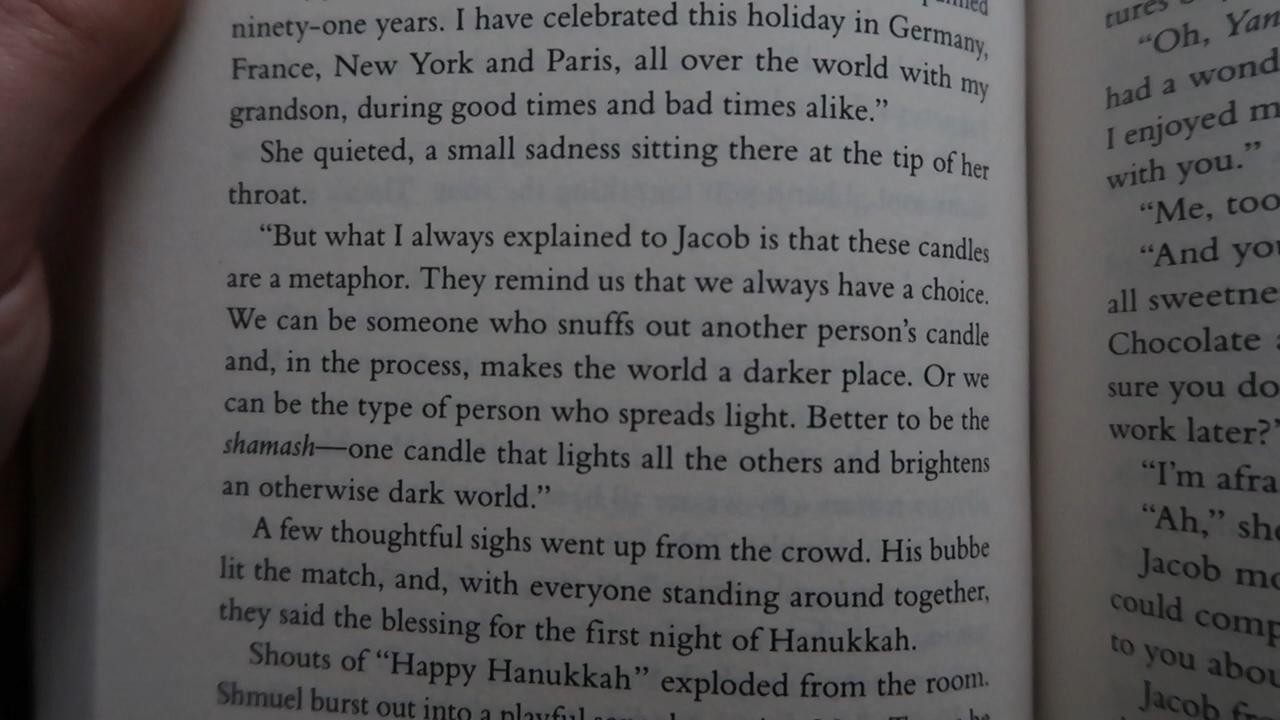 ninety-one years. I have celebrated this holiday in Germany,
France, New York and Paris, all over the world with my
grandson, during good times and bad times alike.”
She quieted, a small sadness sitting there at the tip of her
throat.
“But what I always explained to Jacob is that these candles
are a metaphor. They remind us that we always have a choice.
We can be someone who snuffs out another person’s candle
and, in the process, makes the world a darker place. Or we
can be the type of person who spreads light. Better to be the
shamash—one candle that lights all the others and brightens
an otherwise dark world.”
A few thoughtful sighs went up from the crowd. His bubbe
lit the match, and, with everyone standing around together,
they said the blessing for the first night of Hanukkah.
Shouts of “Happy Hanukkah” exploded from the room.
Shmuel burst out into a playful
“Oh,
had a
I enjoyed
with you.”
“Me, too
“And
all
Chocolate
sure you do
work later?”
“I’m
“Ah,”
Jacob
could
to you
Jacob